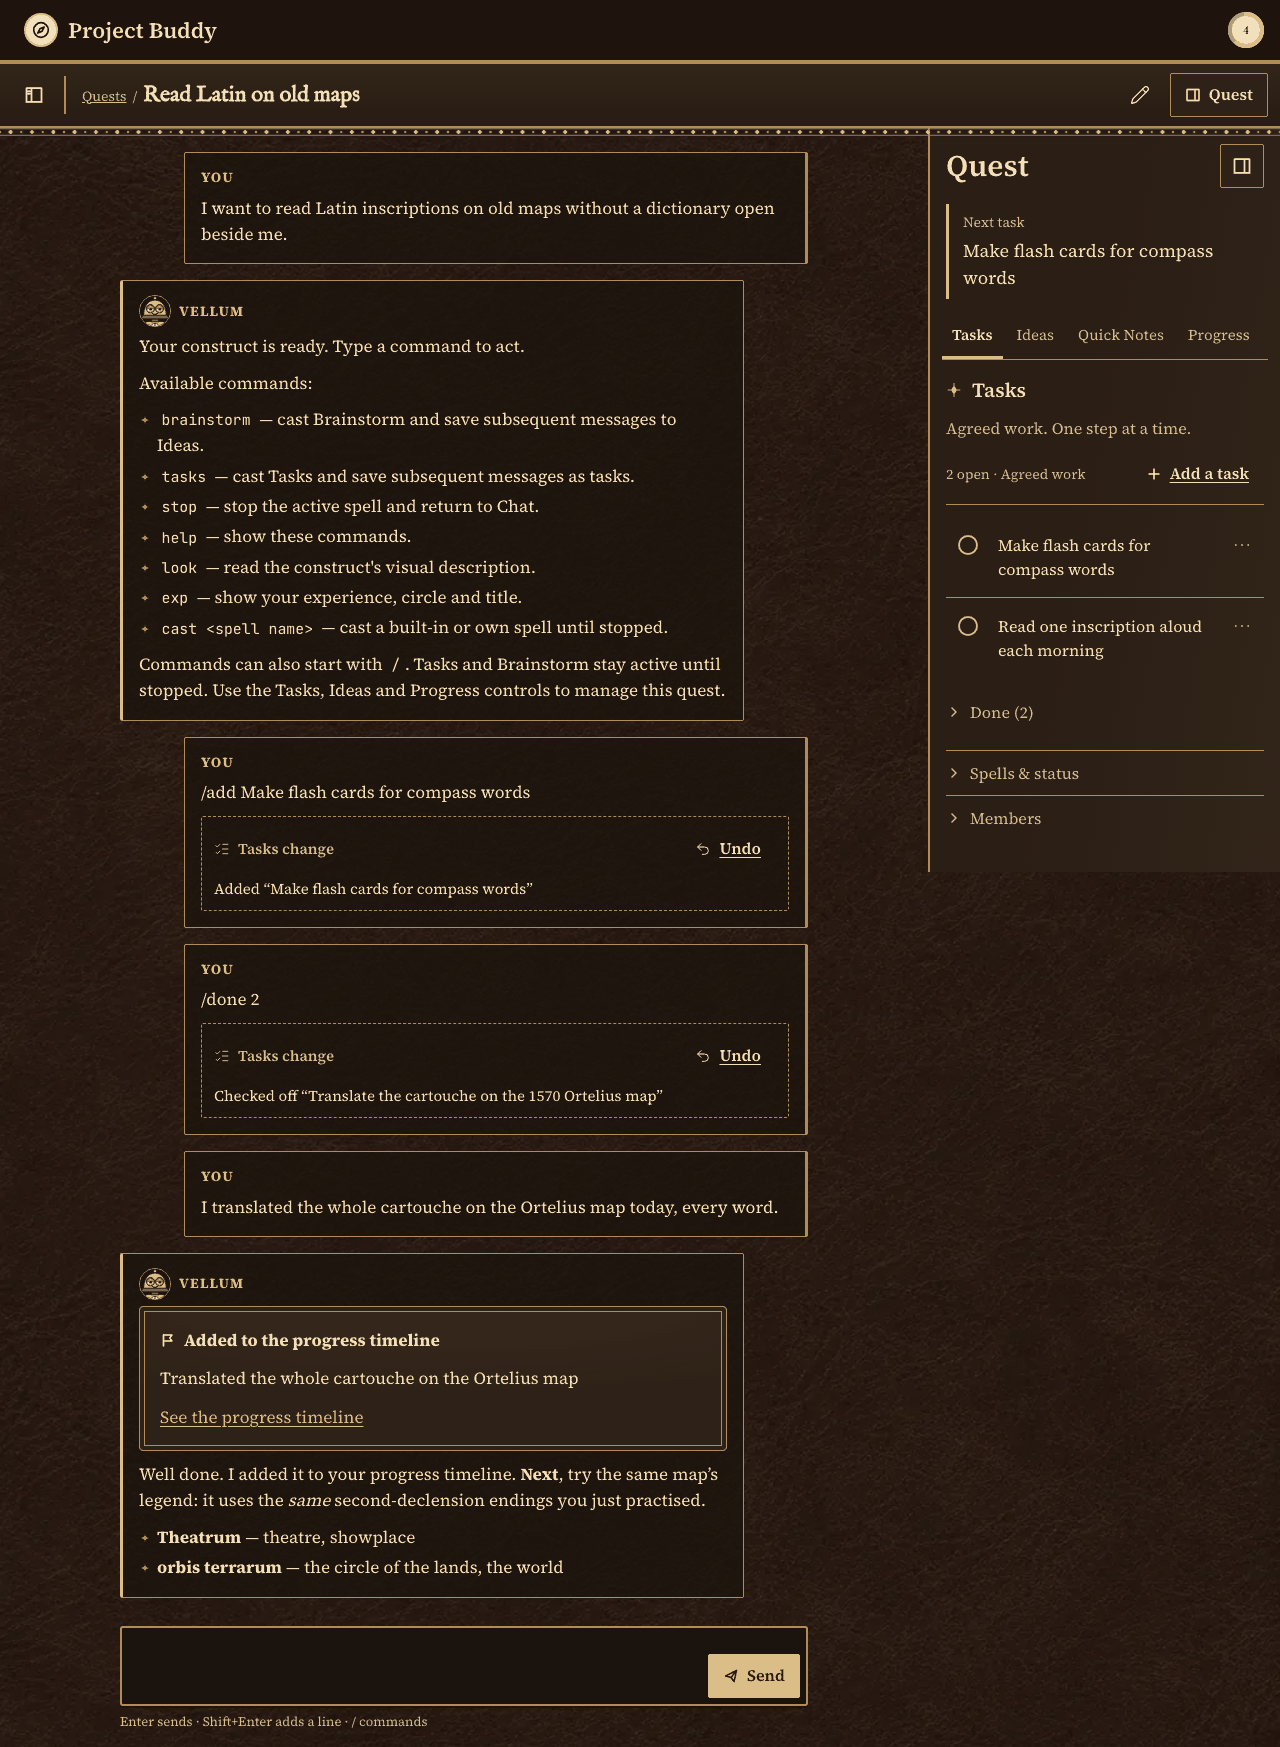 Project Buddy
4
Quests / Read Latin on old maps
Quest
YOU
I want to read Latin inscriptions on old maps without a dictionary open
beside me.
VELLUM
Your construct is ready. Type a command to act.
Available commands:
brainstorm — cast Brainstorm and save subsequent messages to
Ideas.
tasks — cast Tasks and save subsequent messages as tasks.
stop — stop the active spell and return to Chat.
help — show these commands.
look — read the construct's visual description.
exp — show your experience, circle and title.
cast <spell name> — cast a built-in or own spell until stopped.
Commands can also start with / . Tasks and Brainstorm stay active until
stopped. Use the Tasks, Ideas and Progress controls to manage this quest.
YOU
/add Make flash cards for compass words
Tasks change
Undo
Added “Make flash cards for compass words”
YOU
/done 2
Tasks change
Undo
Checked off “Translate the cartouche on the 1570 Ortelius map”
YOU
I translated the whole cartouche on the Ortelius map today, every word.
VELLUM
Added to the progress timeline
Translated the whole cartouche on the Ortelius map
See the progress timeline
Well done. I added it to your progress timeline. Next, try the same map’s
legend: it uses the same second-declension endings you just practised.
Theatrum — theatre, showplace
orbis terrarum — the circle of the lands, the world
Send
Enter sends · Shift+Enter adds a line · / commands
Quest
Next task
Make flash cards for compass
words
Tasks
Ideas
Quick Notes
Progress
Tasks
Agreed work. One step at a time.
2 open · Agreed work
Add a task
Make flash cards for
compass words
Read one inscription aloud
each morning
Done (2)
Spells & status
Members